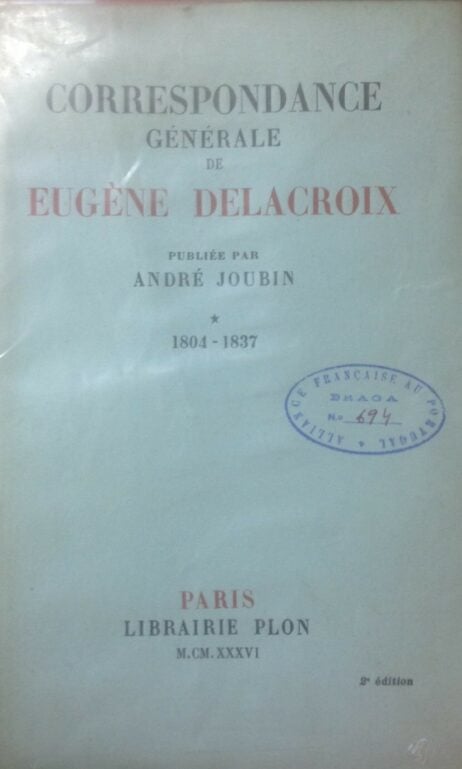 CORRESPONDANCE
GÉNÉRALE
DE
EUGÈNE DELACROIX
PUBLIÉE PAR
ANDRÉ JOUBIN
★
1804 - 1837
ALLIANCE FRANÇAISE AU PORTUGAL
BRAGA
N.o 694
PARIS
LIBRAIRIE PLON
M.CM.XXXVI
2e édition